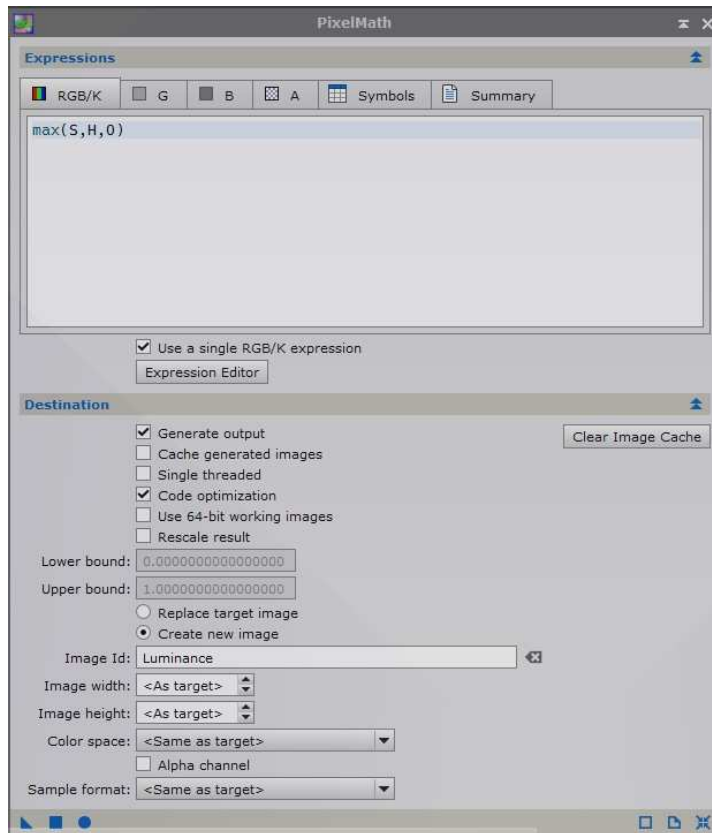 PixelMath
Expressions
RGB/K G B A Symbols Summary
max(S,H,O)
Use a single RGB/K expression
Expression Editor
Destination
Generate output
Clear Image Cache
Cache generated images
Single threaded
Code optimization
Use 64-bit working images
Rescale result
Lower bound: 0.0000000000000000
Upper bound: 1.0000000000000000
Replace target image
Create new image
Image Id: Luminance
Image width: <As target>
Image height: <As target>
Color space: <Same as target>
Alpha channel
Sample format: <Same as target>